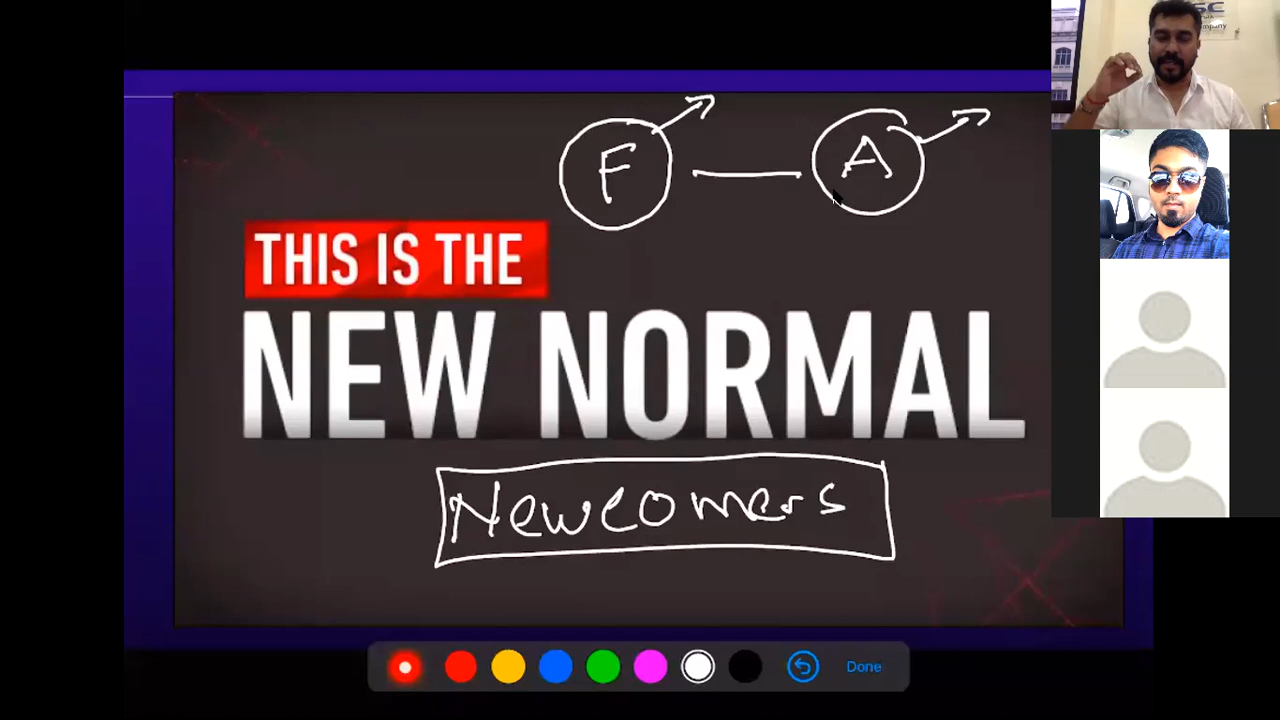 F — A
THIS IS THE
NEW NORMAL
Newcomers
Done